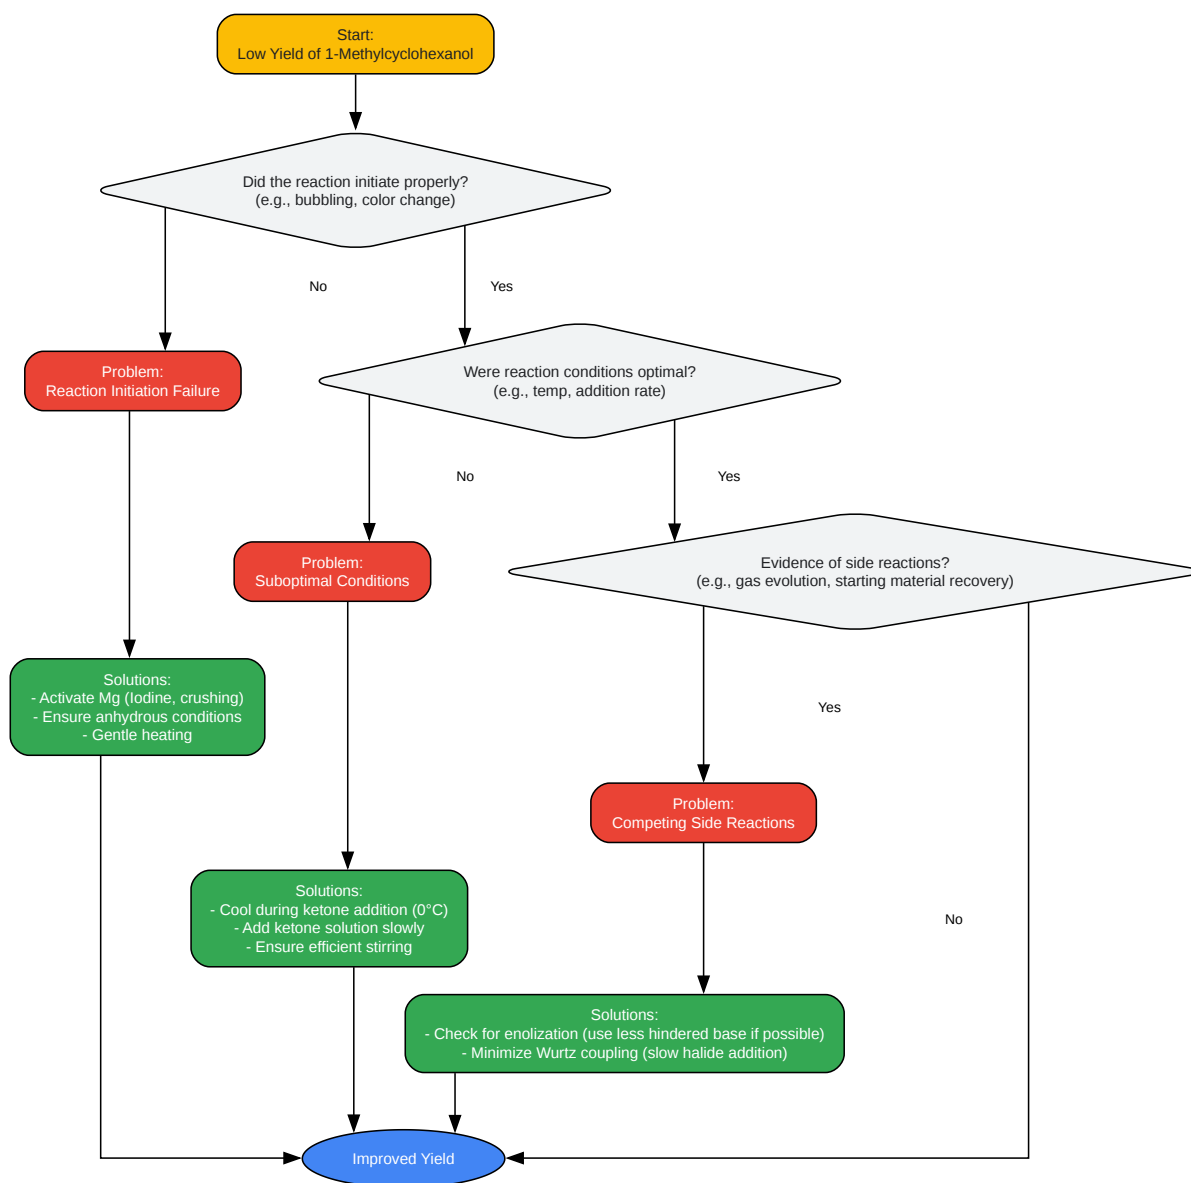 Start:
Low Yield of 1-Methylcyclohexanol
Did the reaction initiate properly?
(e.g., bubbling, color change)
No
Yes
Problem:
Reaction Initiation Failure
Were reaction conditions optimal?
(e.g., temp, addition rate)
No
Yes
Problem:
Suboptimal Conditions
Evidence of side reactions?
(e.g., gas evolution, starting material recovery)
Solutions:
- Activate Mg (Iodine, crushing)
- Ensure anhydrous conditions
- Gentle heating
Yes
Problem:
Competing Side Reactions
Solutions:
- Cool during ketone addition (0°C)
- Add ketone solution slowly
- Ensure efficient stirring
No
Solutions:
- Check for enolization (use less hindered base if possible)
- Minimize Wurtz coupling (slow halide addition)
Improved Yield